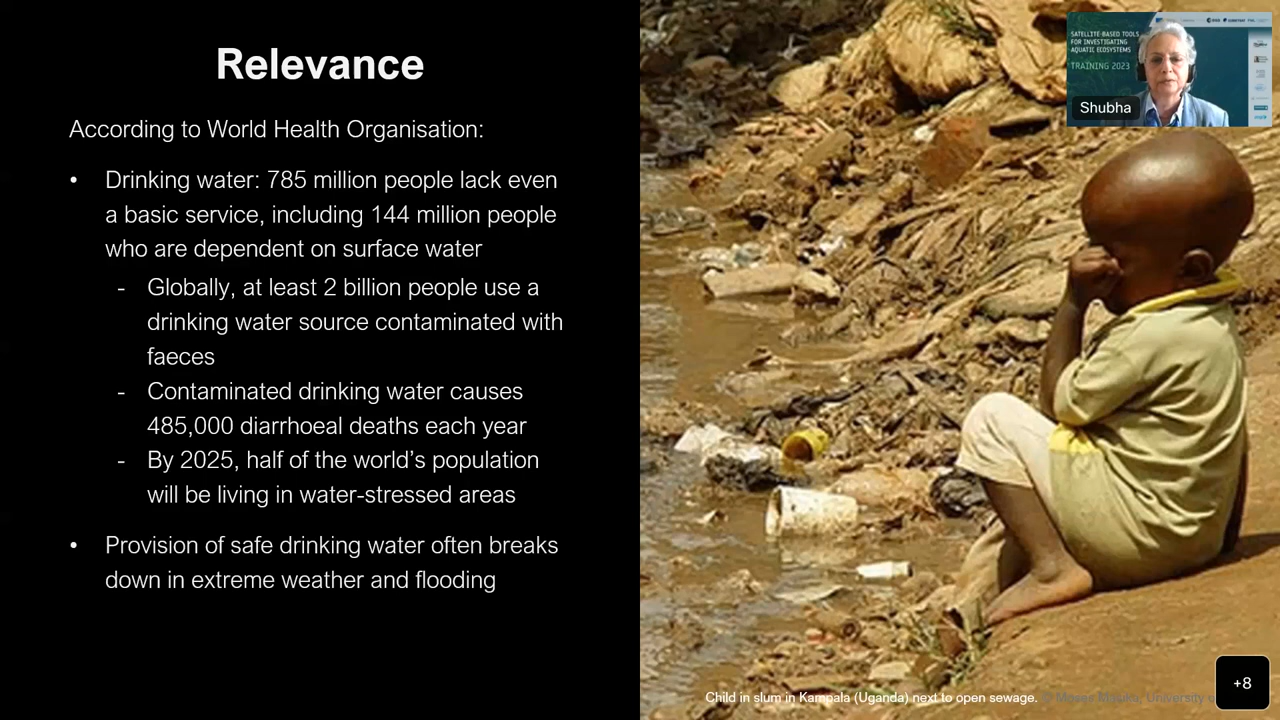 Relevance
According to World Health Organisation:
• Drinking water: 785 million people lack even
a basic service, including 144 million people
who are dependent on surface water
- Globally, at least 2 billion people use a
drinking water source contaminated with
faeces
- Contaminated drinking water causes
485,000 diarrhoeal deaths each year
- By 2025, half of the world's population
will be living in water-stressed areas
• Provision of safe drinking water often breaks
down in extreme weather and flooding
SATELLITE-BASED TOOLS
FOR INVESTIGATING
AQUATIC ECOSYSTEMS
TRAINING 2023
Shubha
Child in slum in Kampala (Uganda) next to open sewage. © Moses Masiku, University
+8